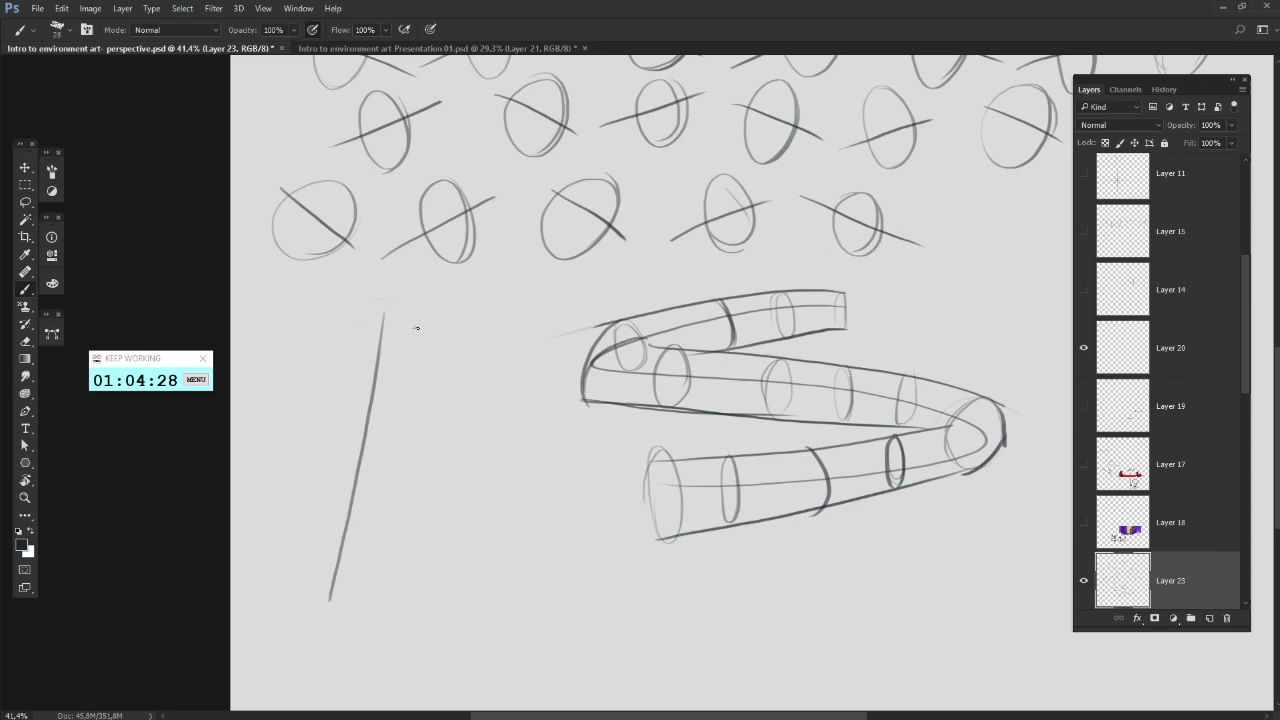 Ps File Edit Image Layer Type Select Filter 3D View Window Help
28 Mode: Normal Opacity: 100% Flow: 100%
Intro to environment art- perspective.psd @ 41,4% (Layer 23, RGB/8) * × Intro to environment art Presentation 01.psd @ 29,3% (Layer 21, RGB/8) * ×
Layers Channels History
Kind
Normal Opacity: 100%
Lock: Fill: 100%
Layer 11
Layer 15
Layer 14
Layer 20
KEEP WORKING
01:04:28 MENU
Layer 19
Layer 17
Layer 18
Layer 23
fx
41,4% Doc: 45,8M/351,8M